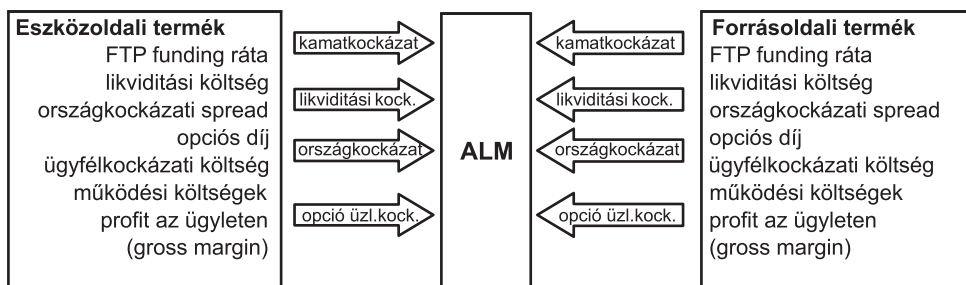 Eszközoldali termék
FTP funding ráta
likviditási költség
országkockázati spread
opciós díj
ügyfélkockázati költség
működési költségek
profit az ügyleten
(gross margin)
kamatkockázat
likviditási kock.
országkockázat
opció üzl.kock.
ALM
kamatkockázat
likviditási kock.
országkockázat
opció üzl.kock.
Forrásoldali termék
FTP funding ráta
likviditási költség
országkockázati spread
opciós díj
ügyfélkockázati költség
működési költségek
profit az ügyleten
(gross margin)